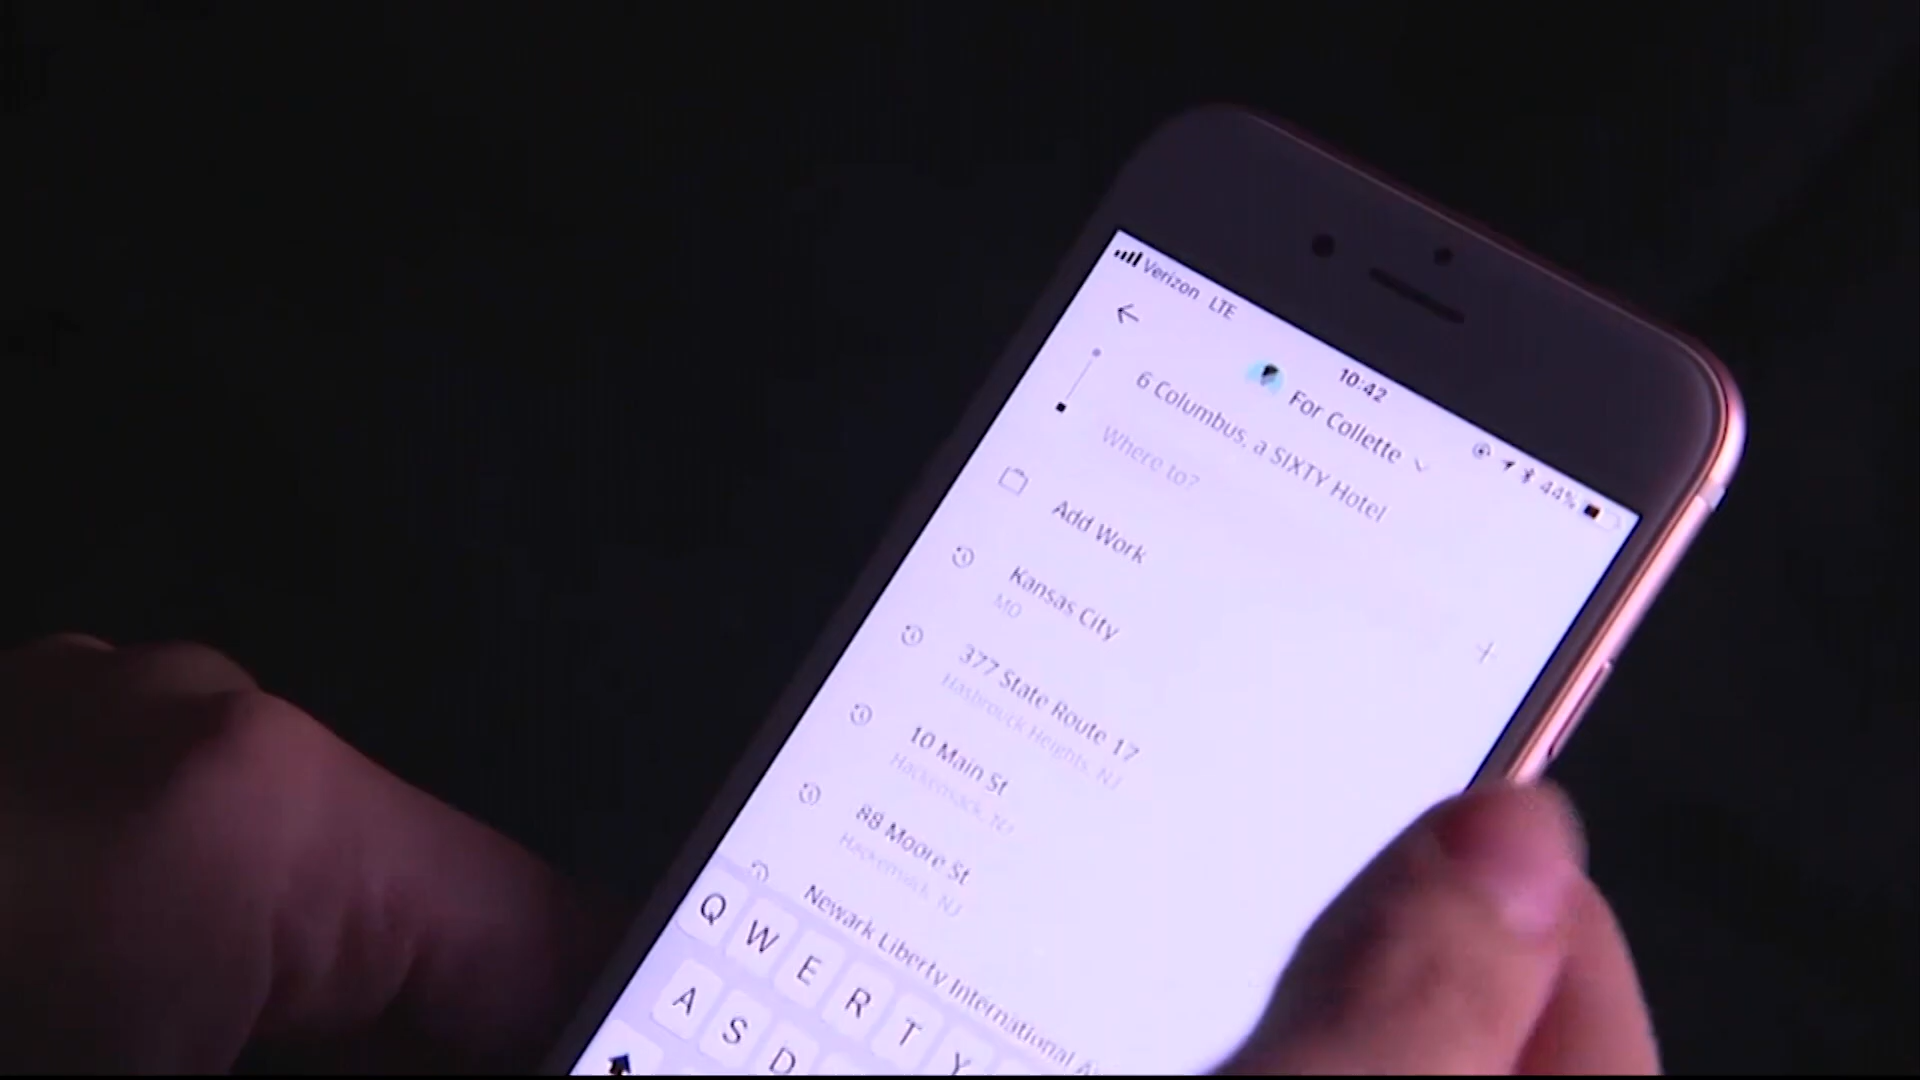 Verizon LTE
10:42
44%
For Collette
6 Columbus, a SIXTY Hotel
Where to?
Add Work
Kansas City
MO
377 State Route 17
Hasbrouck Heights, NJ
10 Main St
Hackensack, NJ
88 Moore St
Hackensack, NJ
Newark Liberty International
Q W E R T Y
A S D